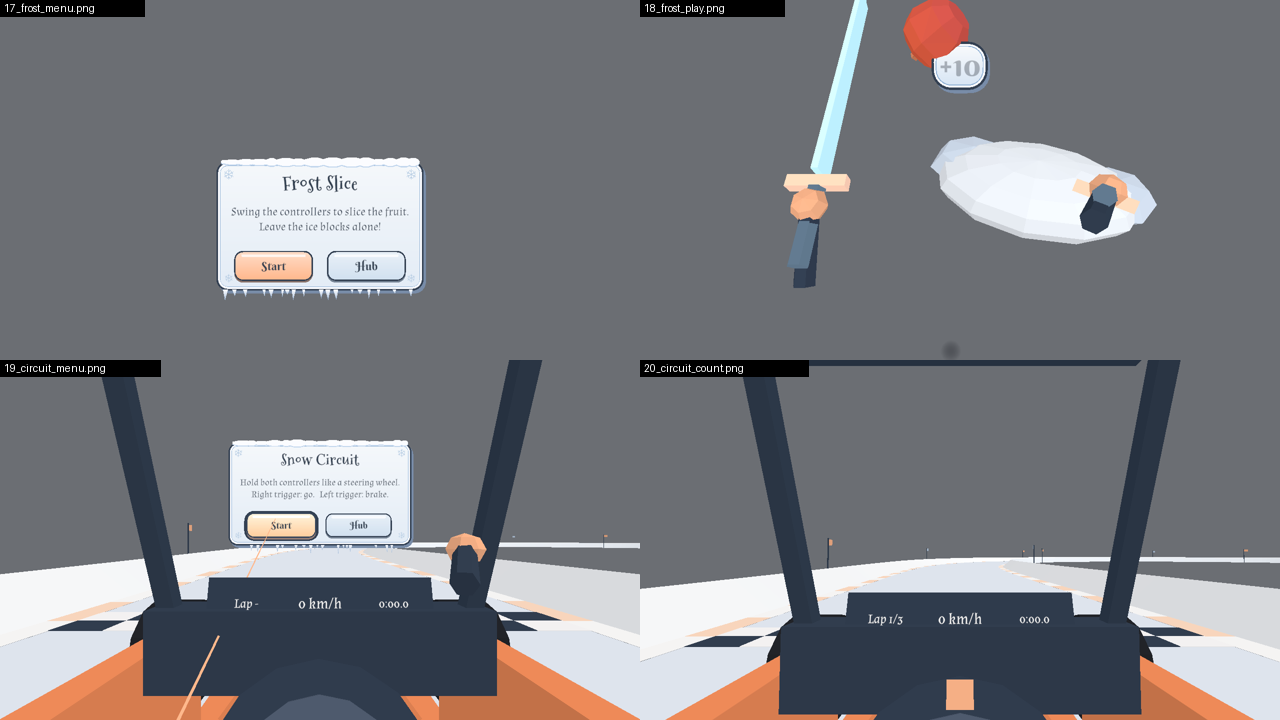 17_frost_menu.png
Frost Slice
Swing the controllers to slice the fruit.
Leave the ice blocks alone!
Start
Hub
18_frost_play.png
+10
19_circuit_menu.png
Snow Circuit
Hold both controllers like a steering wheel.
Right trigger: go. Left trigger: brake.
Start
Hub
Lap -
0 km/h
0:00.0
20_circuit_count.png
Lap 1/3
0 km/h
0:00.0